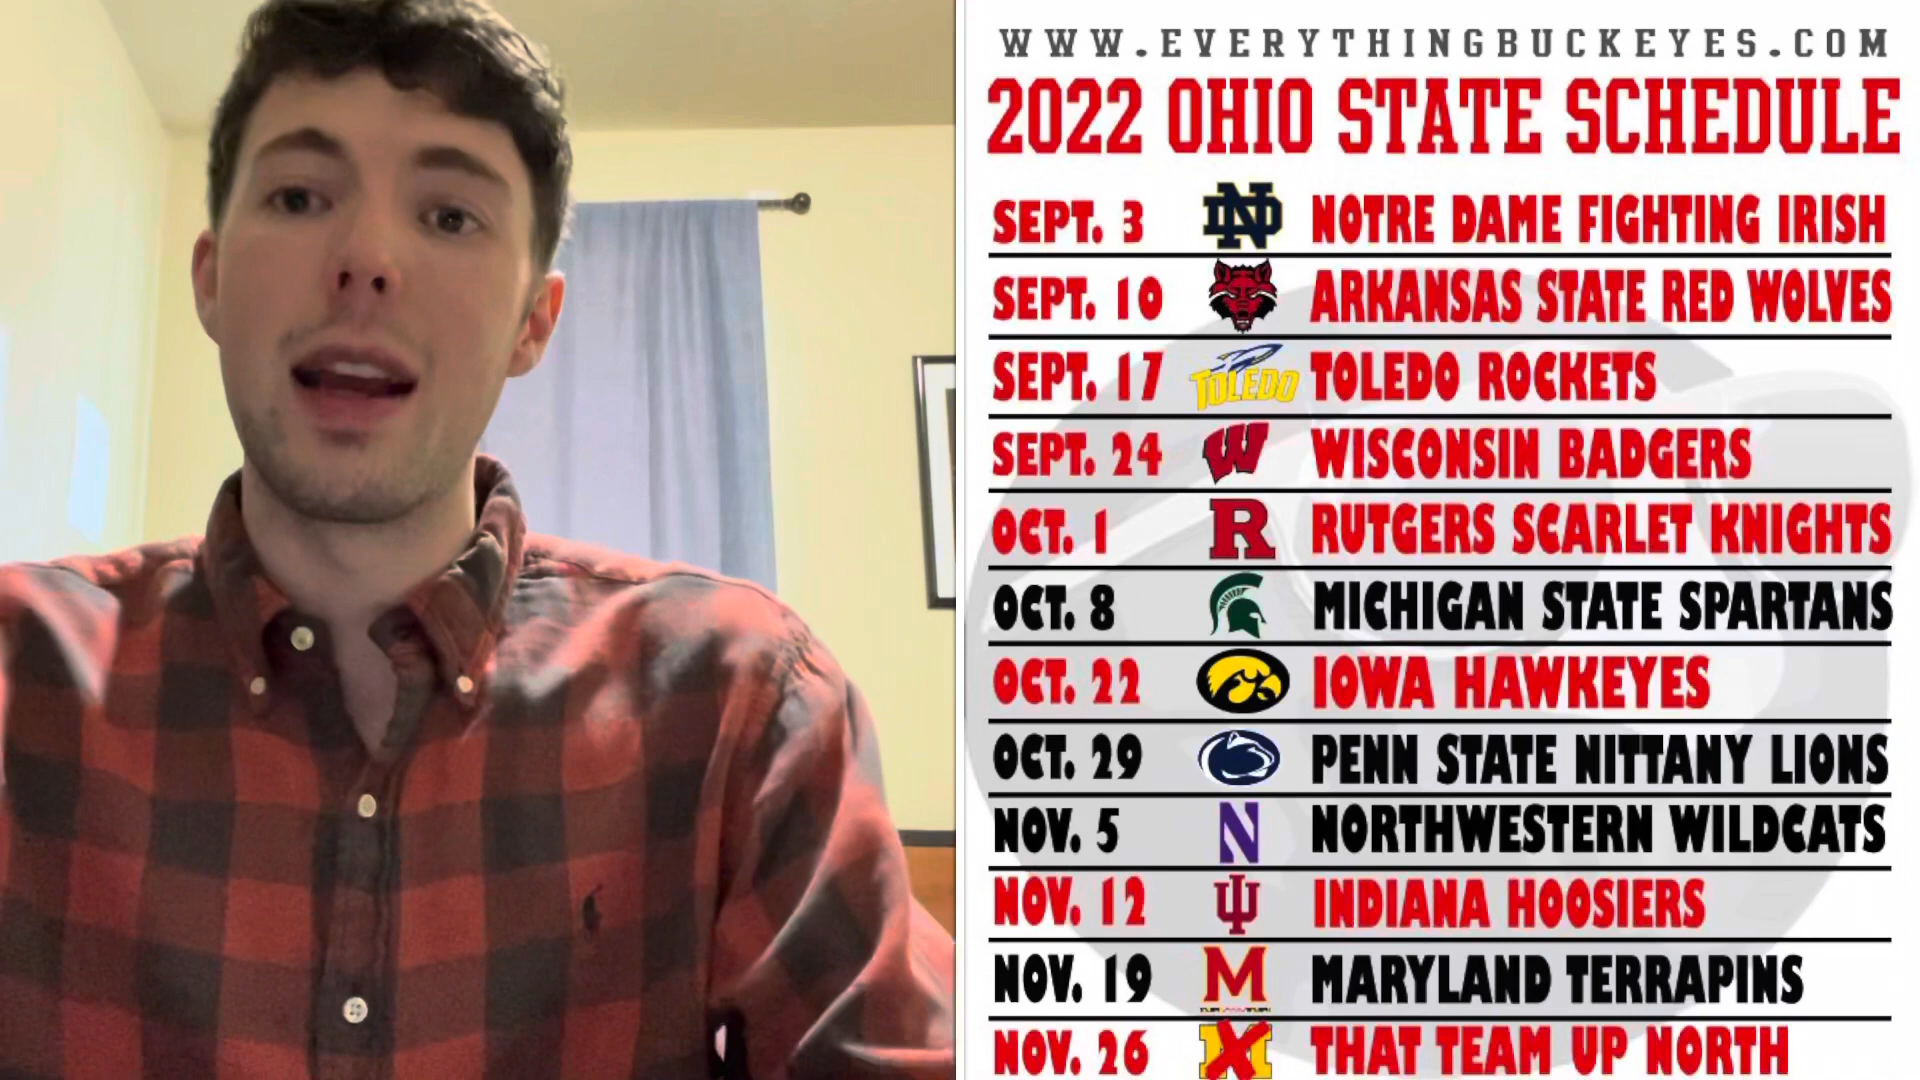 WWW.EVERYTHINGBUCKEYES.COM
2022 OHIO STATE SCHEDULE
SEPT. 3 ND NOTRE DAME FIGHTING IRISH
SEPT. 10 ARKANSAS STATE RED WOLVES
SEPT. 17 TOLEDO TOLEDO ROCKETS
SEPT. 24 W WISCONSIN BADGERS
OCT. 1 R RUTGERS SCARLET KNIGHTS
OCT. 8 MICHIGAN STATE SPARTANS
OCT. 22 IOWA HAWKEYES
OCT. 29 PENN STATE NITTANY LIONS
NOV. 5 N NORTHWESTERN WILDCATS
NOV. 12 IU INDIANA HOOSIERS
NOV. 19 M MARYLAND TERRAPINS
NOV. 26 M THAT TEAM UP NORTH